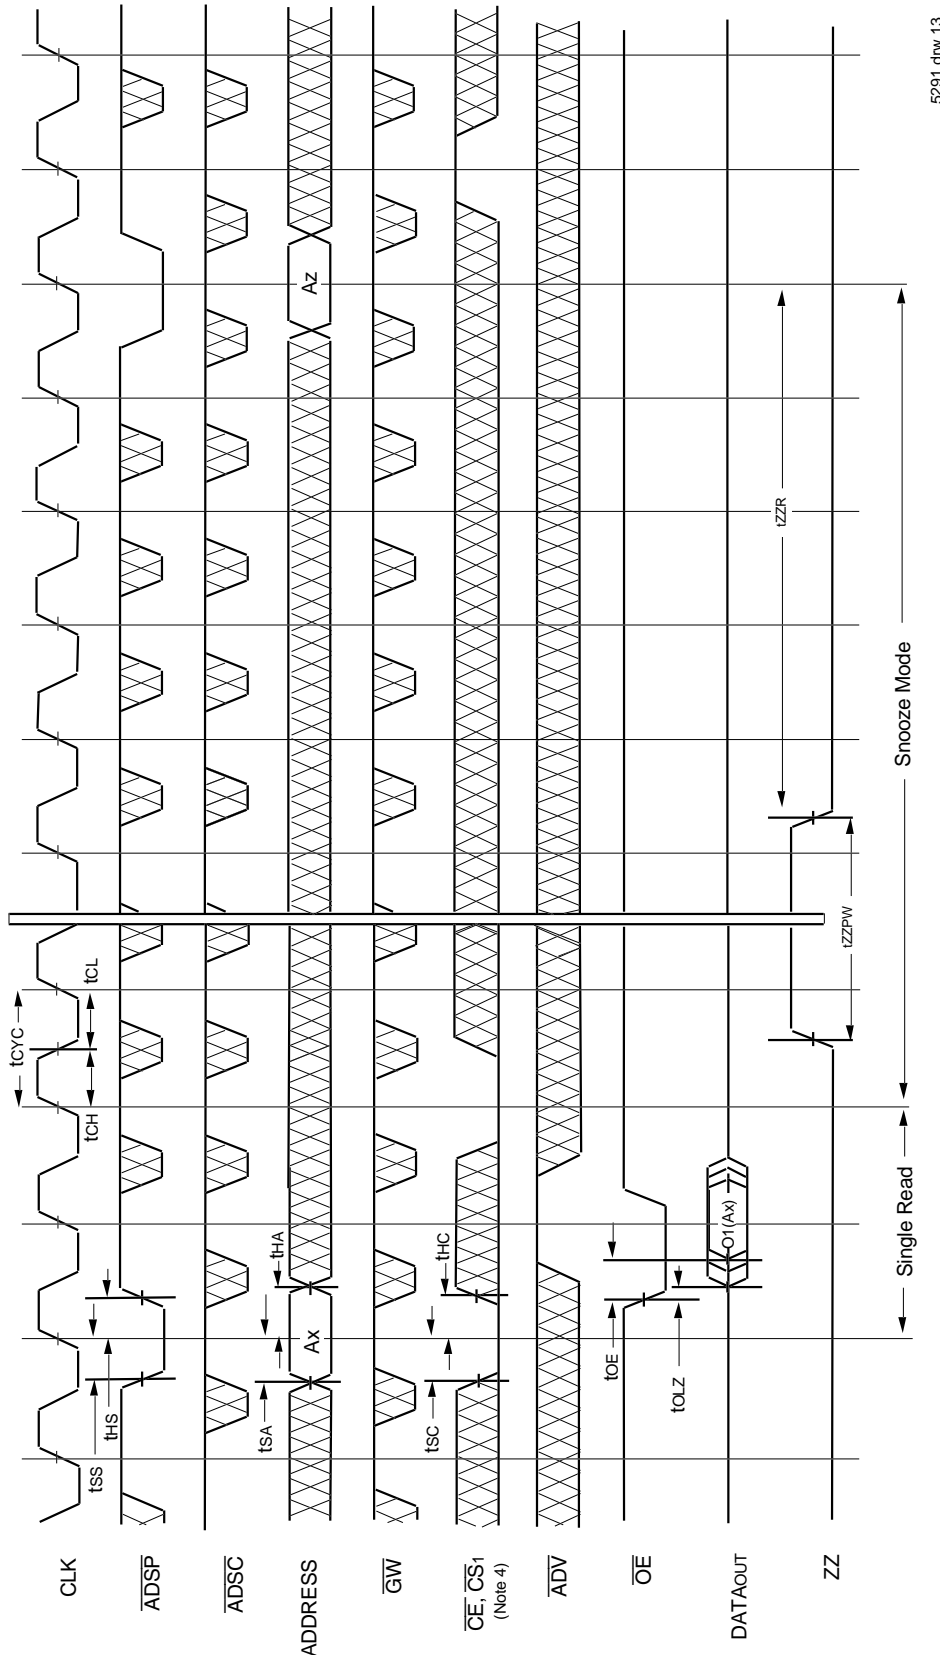 CLK
ADSP
ADSC
ADDRESS
GW
CE, CS1
(Note 4)
ADV
OE
DATAOUT
ZZ
tCYC
tCH
tCL
tSS
tHS
tSA
tHA
Ax
Az
tSC
tHC
tOE
tOLZ
O1(Ax)
tZZPW
tZZR
Single Read
Snooze Mode
5291 drw 13